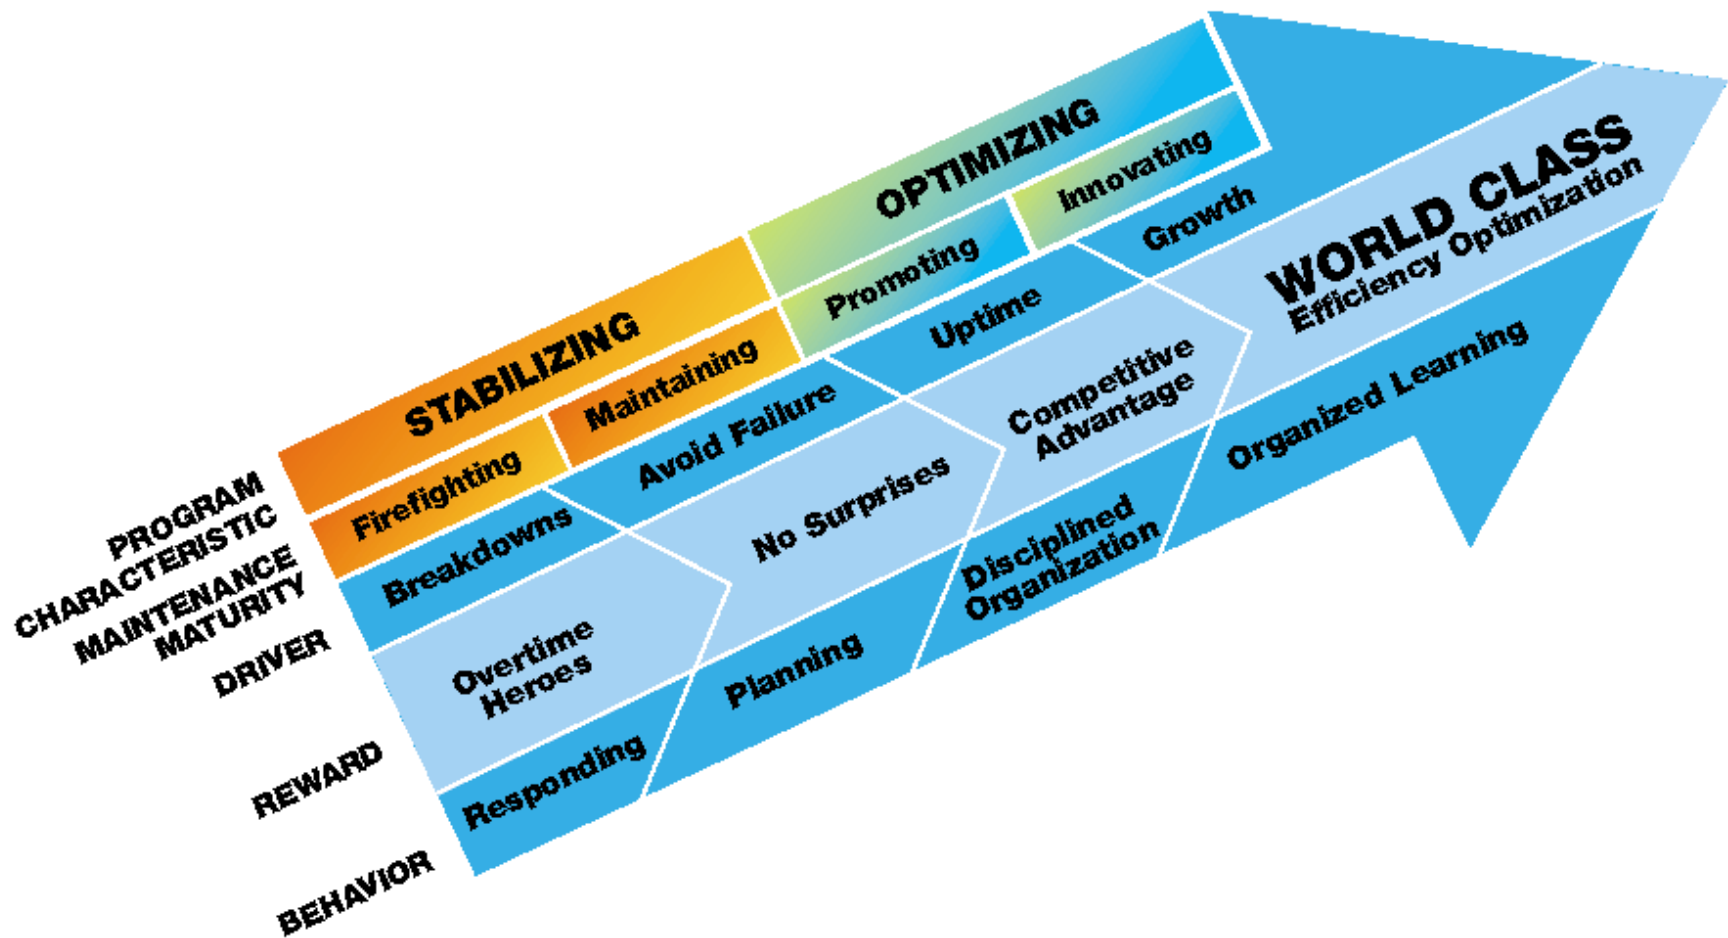 PROGRAM
CHARACTERISTIC
STABILIZING
OPTIMIZING
MAINTENANCE
MATURITY
Firefighting
Maintaining
Promoting
Innovating
DRIVER
Breakdowns
Avoid Failure
Uptime
Growth
REWARD
Overtime
Heroes
No Surprises
Competitive
Advantage
WORLD CLASS
Efficiency Optimization
BEHAVIOR
Responding
Planning
Disciplined
Organization
Organized Learning